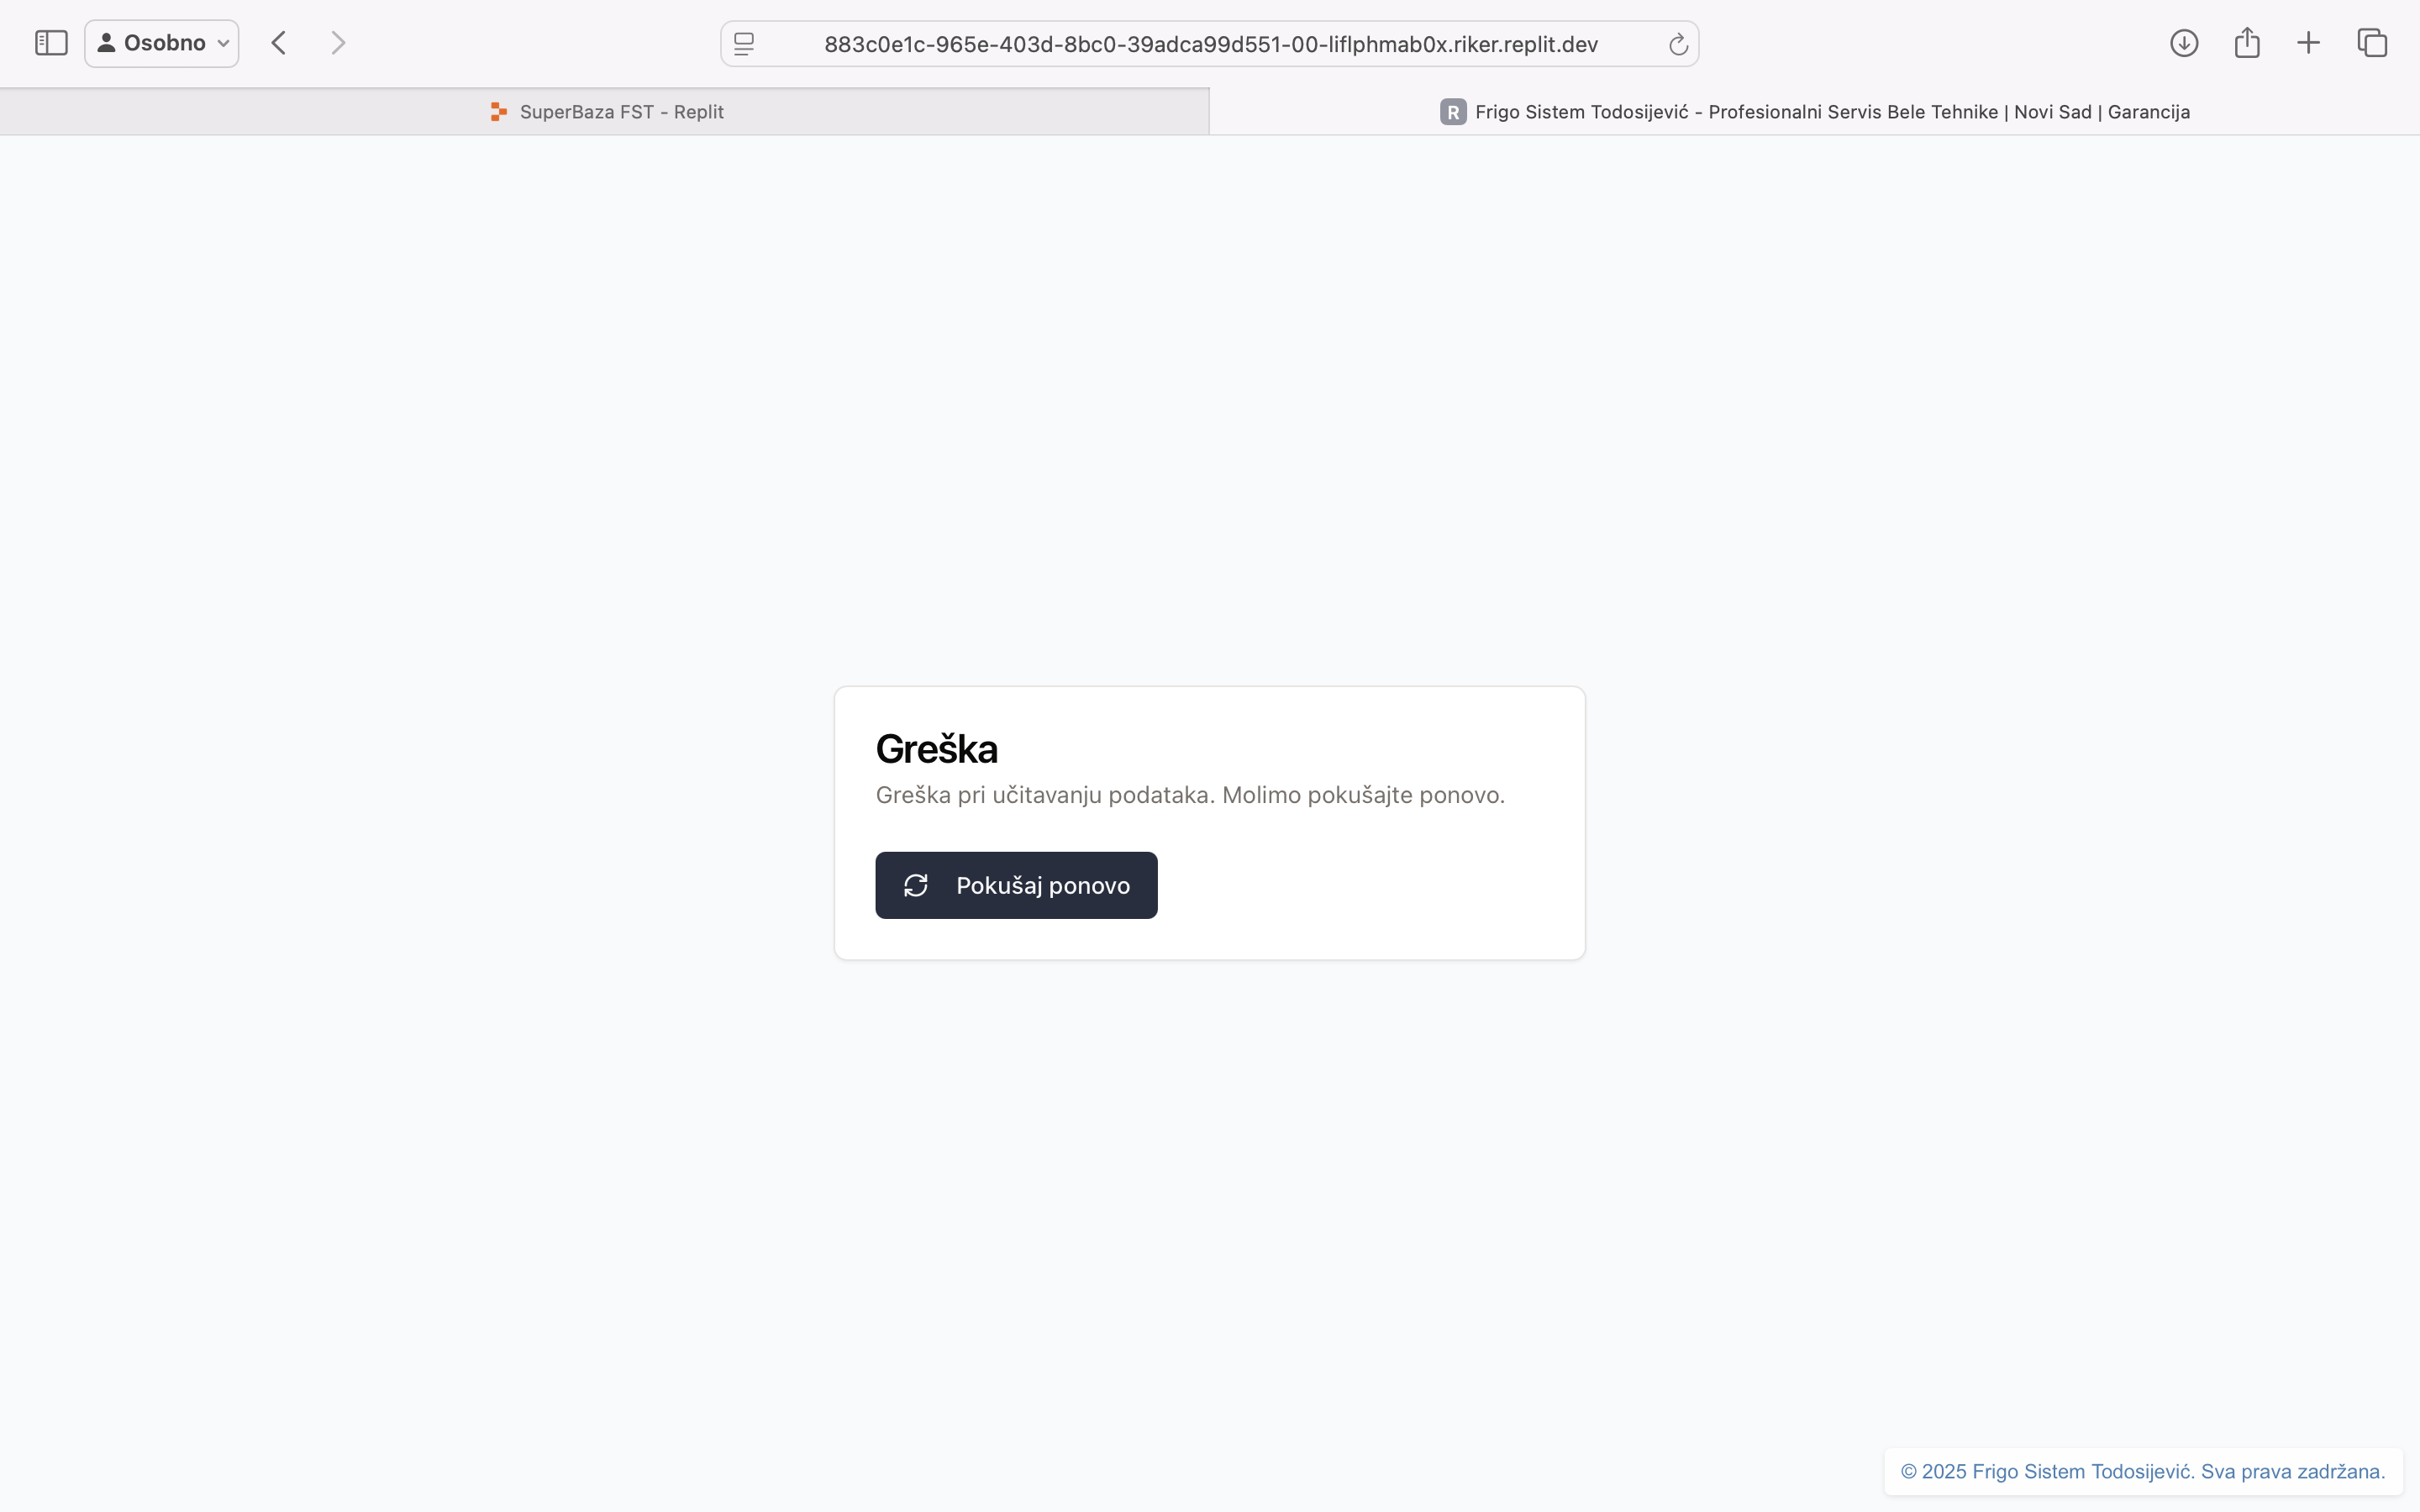 Osobno
883c0e1c-965e-403d-8bc0-39adca99d551-00-liflphmab0x.riker.replit.dev
SuperBaza FST - Replit
R Frigo Sistem Todosijević - Profesionalni Servis Bele Tehnike | Novi Sad | Garancija
Greška
Greška pri učitavanju podataka. Molimo pokušajte ponovo.
Pokušaj ponovo
© 2025 Frigo Sistem Todosijević. Sva prava zadržana.